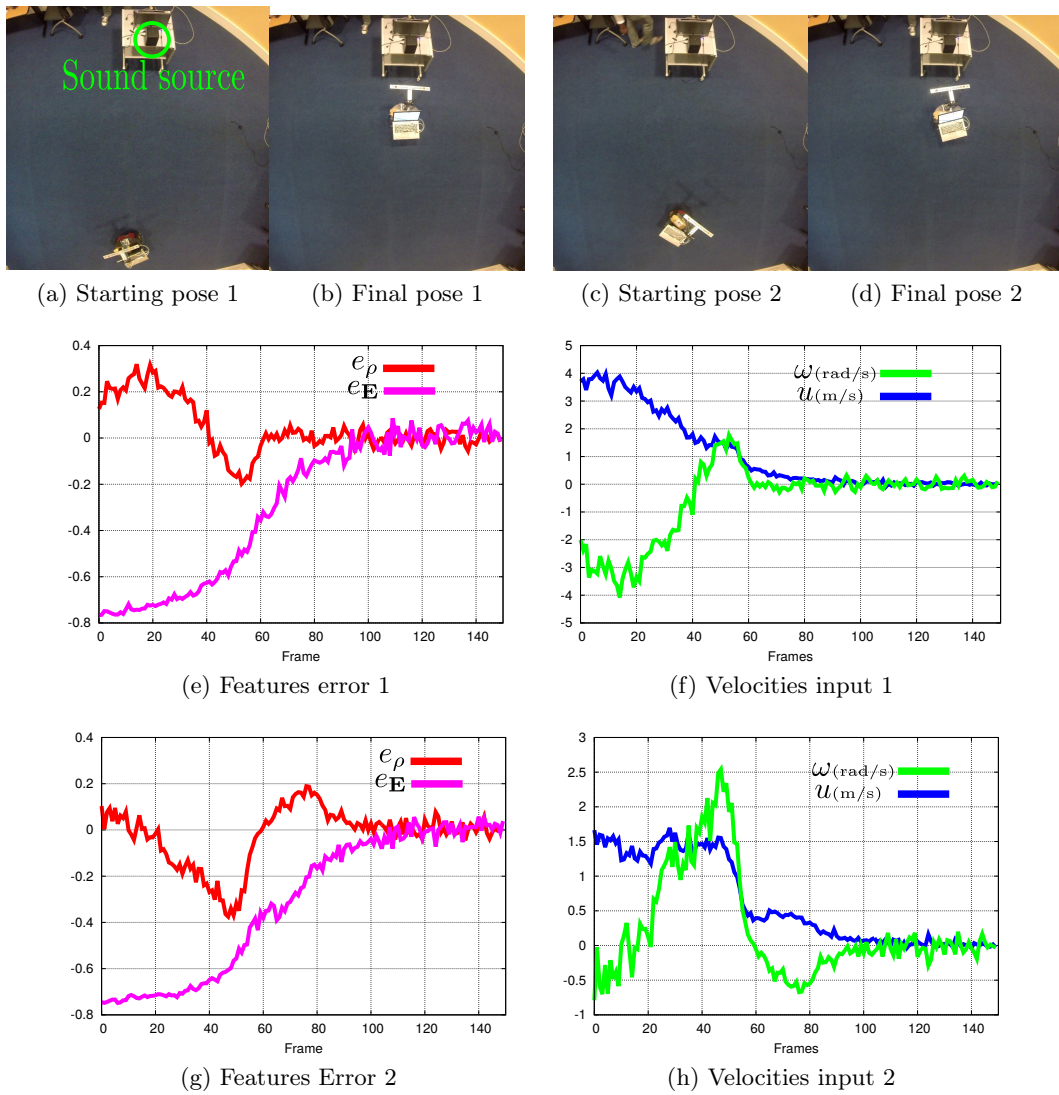 Sound source
(a) Starting pose 1
(b) Final pose 1
(c) Starting pose 2
(d) Final pose 2
0.4
0.2
0
-0.2
-0.4
-0.6
-0.8
0 20 40 60 80 100 120 140
Frame
eρ
e𝐄
(e) Features error 1
5
4
3
2
1
0
-1
-2
-3
-4
-5
0 20 40 60 80 100 120 140
Frames
ω(rad/s)
u(m/s)
(f) Velocities input 1
0.4
0.2
0
-0.2
-0.4
-0.6
-0.8
0 20 40 60 80 100 120 140
Frame
eρ
e𝐄
(g) Features Error 2
3
2.5
2
1.5
1
0.5
0
-0.5
-1
0 20 40 60 80 100 120 140
Frames
ω(rad/s)
u(m/s)
(h) Velocities input 2